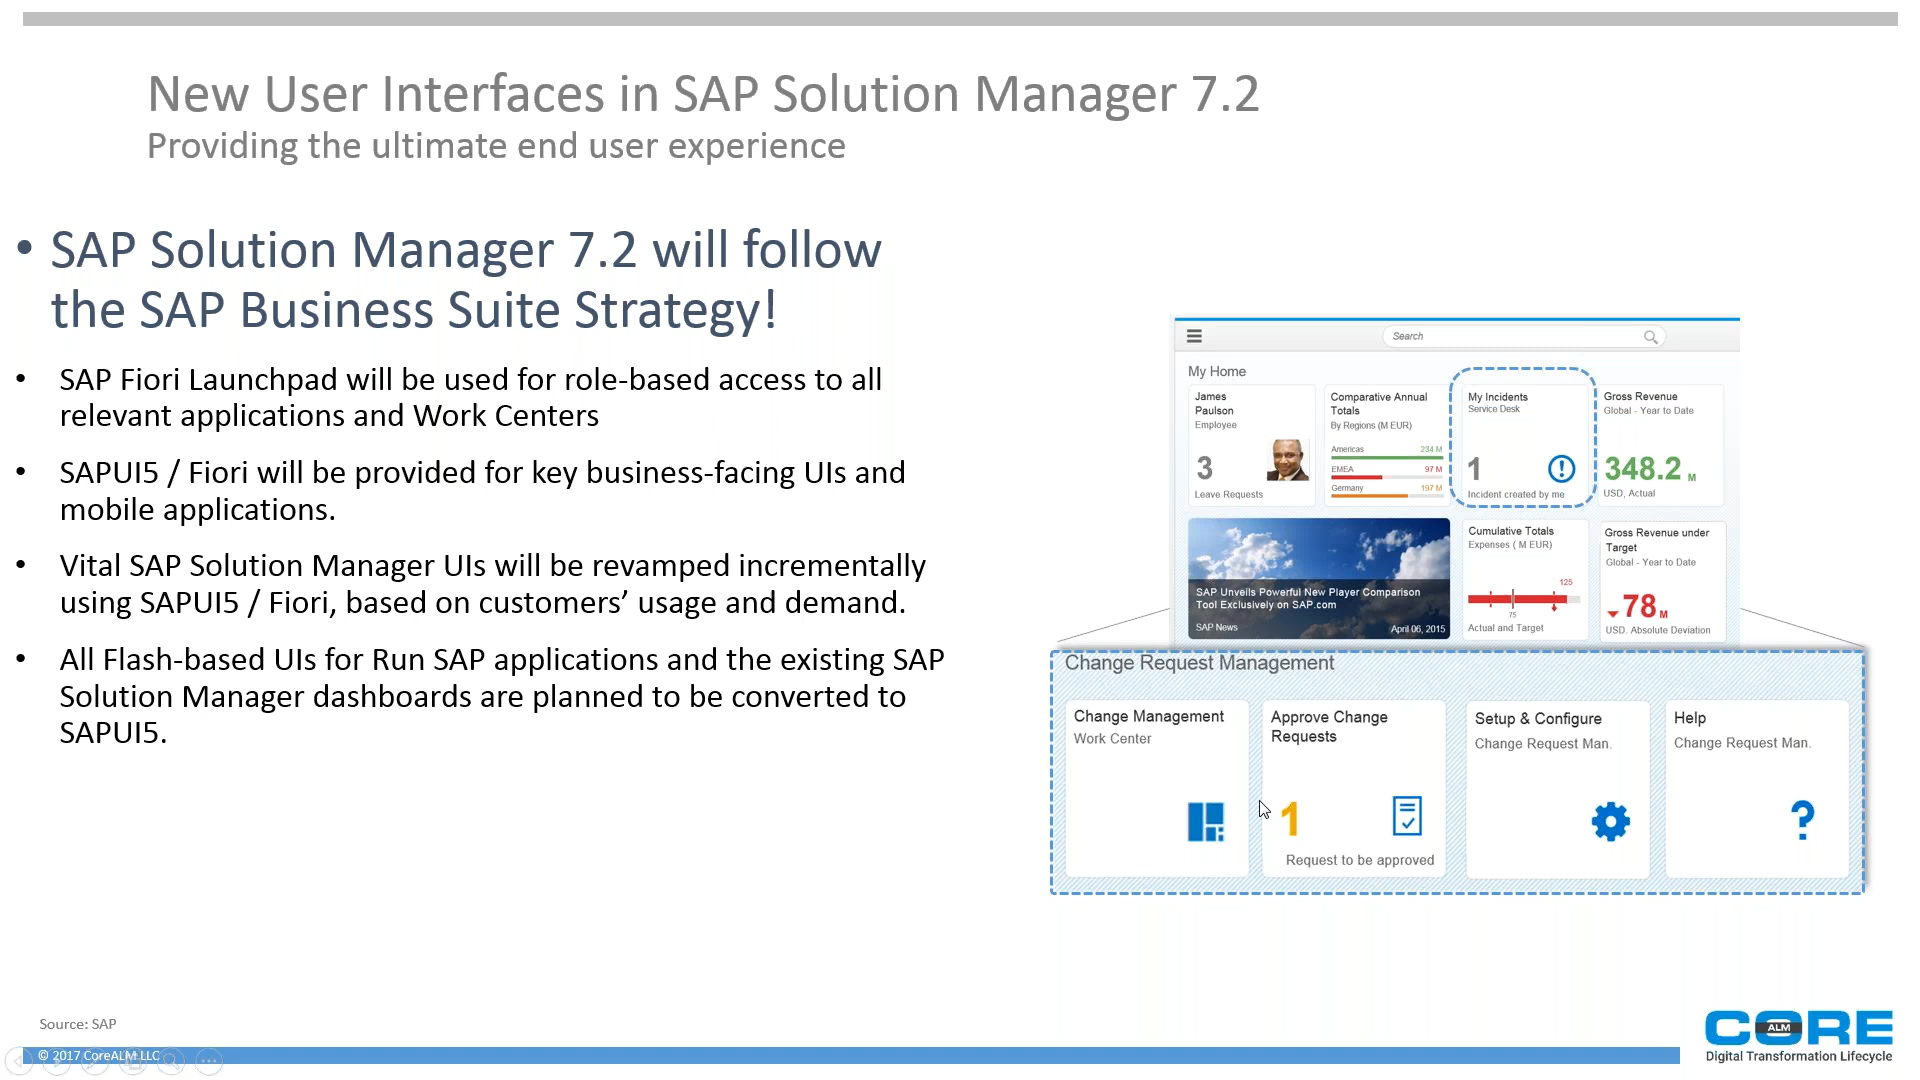 New User Interfaces in SAP Solution Manager 7.2
Providing the ultimate end user experience
• SAP Solution Manager 7.2 will follow
the SAP Business Suite Strategy!
• SAP Fiori Launchpad will be used for role-based access to all
relevant applications and Work Centers
• SAPUI5 / Fiori will be provided for key business-facing UIs and
mobile applications.
• Vital SAP Solution Manager UIs will be revamped incrementally
using SAPUI5 / Fiori, based on customers’ usage and demand.
• All Flash-based UIs for Run SAP applications and the existing SAP
Solution Manager dashboards are planned to be converted to
SAPUI5.
Search
My Home
James
Paulson
Employee
3
Leave Requests
Comparative Annual
Totals
By Regions (M EUR)
Americas 234 M
EMEA 97 M
Germany 197 M
My Incidents
Service Desk
1
Incident created by me
Gross Revenue
Global - Year to Date
348.2 M
USD, Actual
SAP Unveils Powerful New Player Comparison
Tool Exclusively on SAP.com
SAP News April 06, 2015
Cumulative Totals
Expenses ( M EUR)
125
75
Actual and Target
Gross Revenue under
Target
Global - Year to Date
78 M
USD. Absolute Deviation
Change Request Management
Change Management
Work Center
Approve Change
Requests
1
Request to be approved
Setup & Configure
Change Request Man.
Help
Change Request Man.
?
Source: SAP
© 2017 CoreALM LLC
CORE
ALM
Digital Transformation Lifecycle